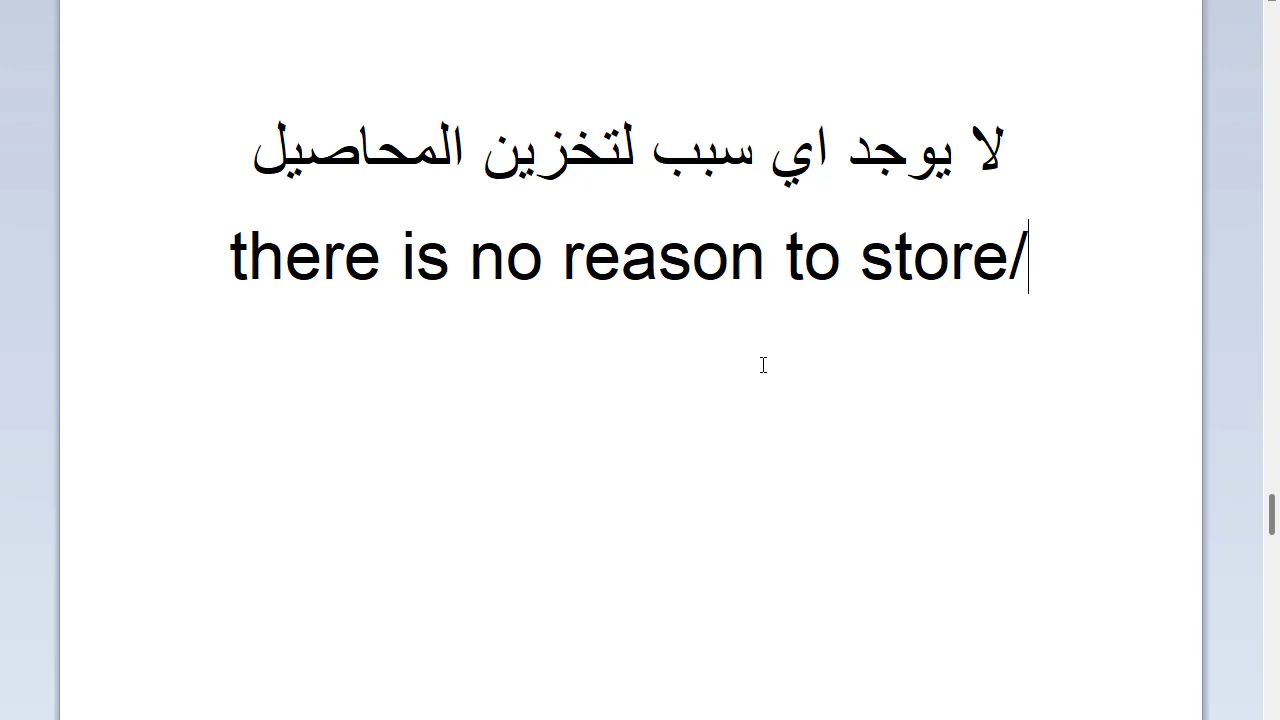 لا يوجد اي سبب لتخزين المحاصيل
there is no reason to store/